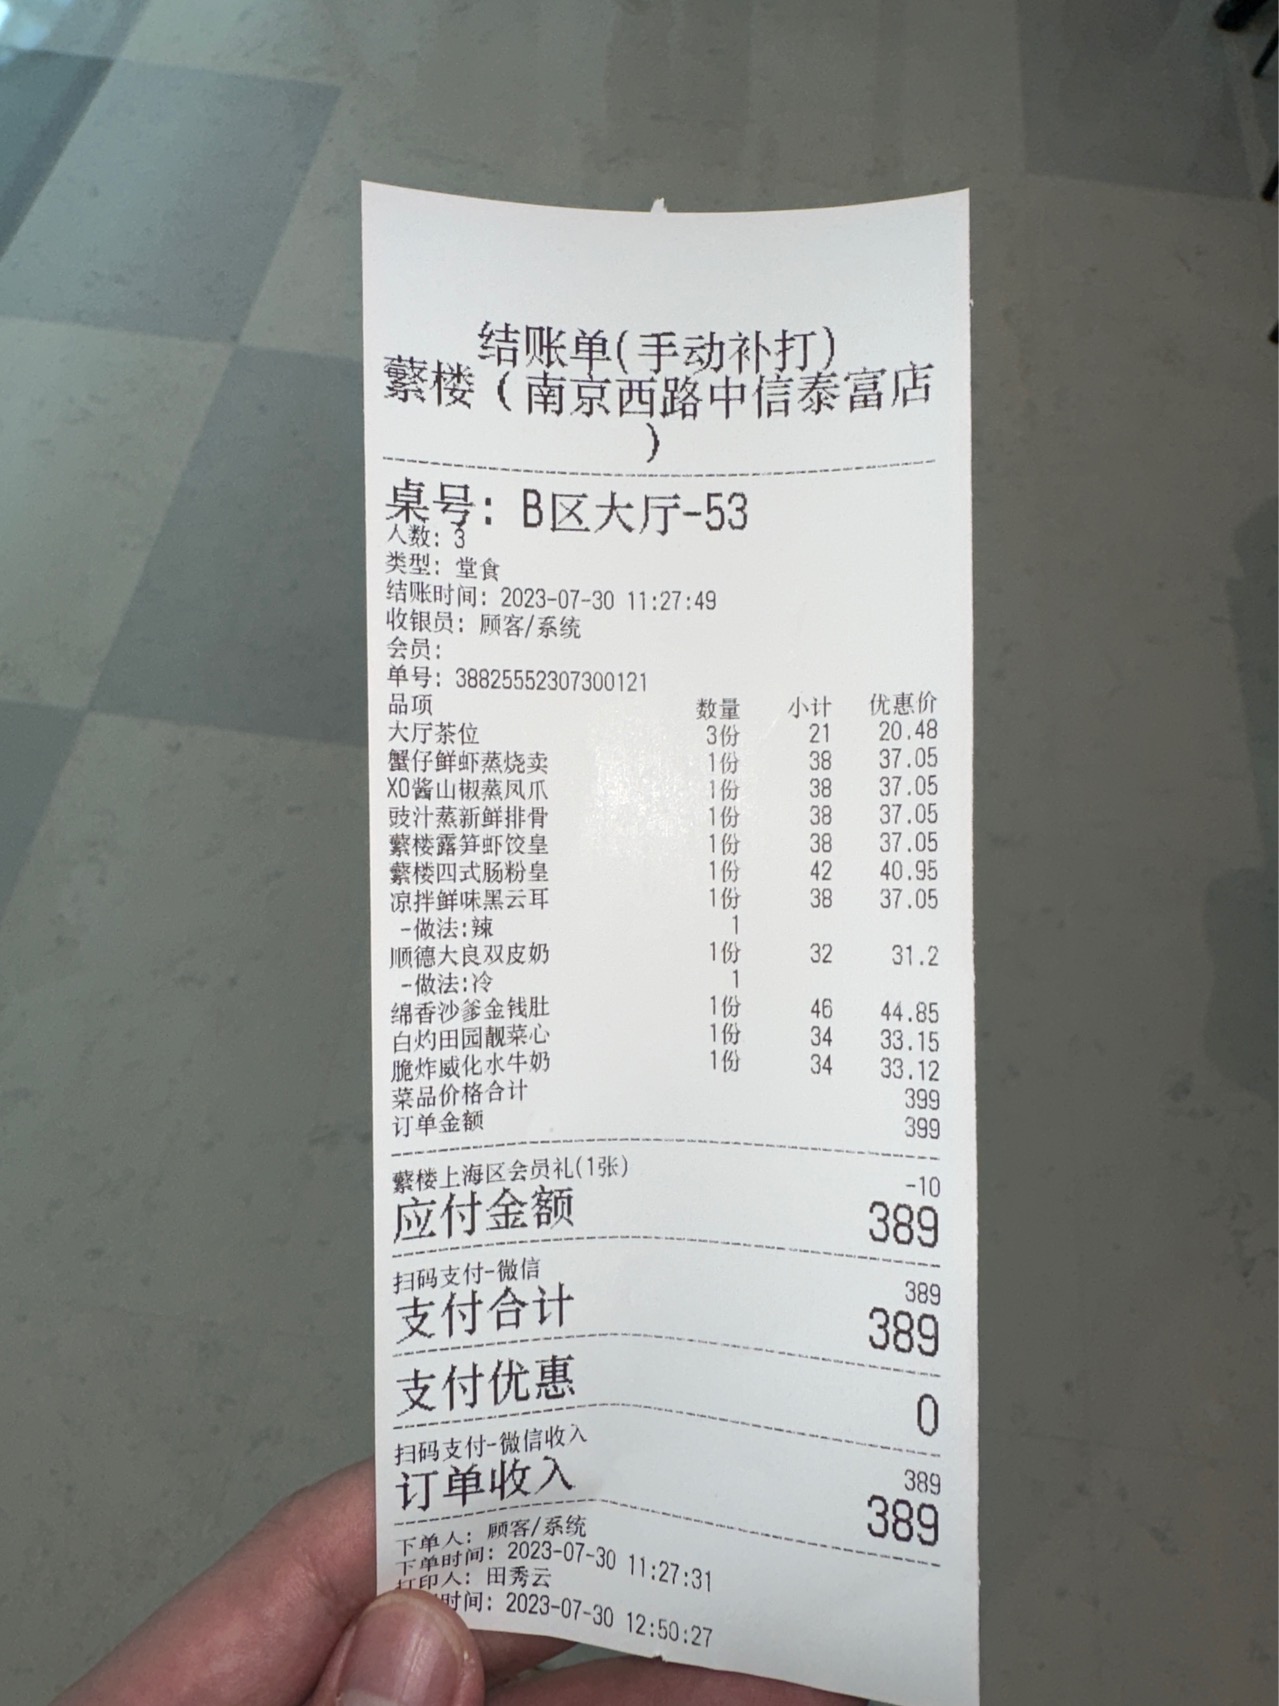 结账单(手动补打)
蘩楼（南京西路中信泰富店
）
桌号: B区大厅-53
人数: 3
类型: 堂食
结账时间: 2023-07-30 11:27:49
收银员: 顾客/系统
会员:
单号: 38825552307300121
品项 数量 小计 优惠价
大厅茶位 3份 21 20.48
蟹仔鲜虾蒸烧卖 1份 38 37.05
XO酱山椒蒸凤爪 1份 38 37.05
豉汁蒸新鲜排骨 1份 38 37.05
蘩楼露笋虾饺皇 1份 38 37.05
蘩楼四式肠粉皇 1份 42 40.95
凉拌鲜味黑云耳 1份 38 37.05
-做法:辣 1
顺德大良双皮奶 1份 32 31.2
-做法:冷 1
绵香沙爹金钱肚 1份 46 44.85
白灼田园靓菜心 1份 34 33.15
脆炸威化水牛奶 1份 34 33.12
菜品价格合计 399
订单金额 399
蘩楼上海区会员礼(1张) -10
应付金额 389
扫码支付-微信 389
支付合计 389
支付优惠 0
扫码支付-微信收入 389
订单收入 389
下单人: 顾客/系统
下单时间: 2023-07-30 11:27:31
打印人: 田秀云
时间: 2023-07-30 12:50:27